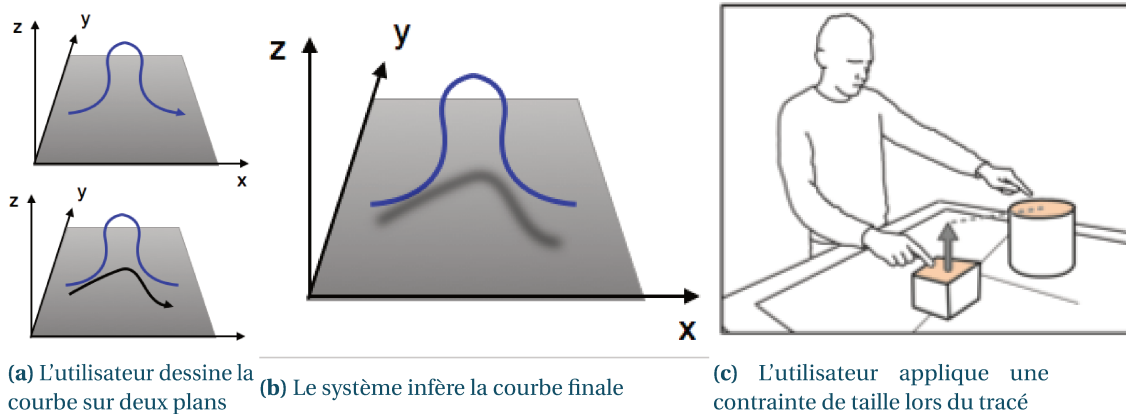 z
y
x
z
y
z
y
x
(a) L'utilisateur dessine la
courbe sur deux plans
(b) Le système infère la courbe finale
(c) L'utilisateur applique une
contrainte de taille lors du tracé